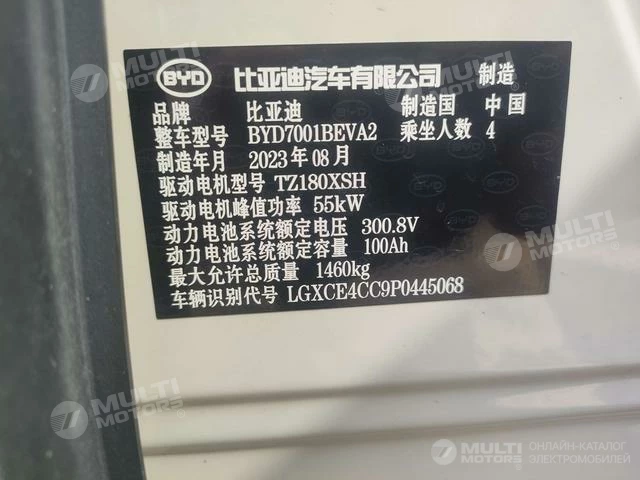 BYD 比亚迪汽车有限公司 制造
品牌 比亚迪 制造国 中国
整车型号 BYD7001BEVA2 乘坐人数 4
制造年月 2023年08月
驱动电机型号 TZ180XSH
驱动电机峰值功率 55kW
动力电池系统额定电压 300.8V
动力电池系统额定容量 100Ah
最大允许总质量 1460kg
车辆识别代号 LGXCE4CC9P0445068
MULTI MOTORS
MULTI MOTORS
MULTI MOTORS
MULTI MOTORS
MULTI MOTORS ОНЛАЙН-КАТАЛОГ
ЭЛЕКТРОМОБИЛЕЙ